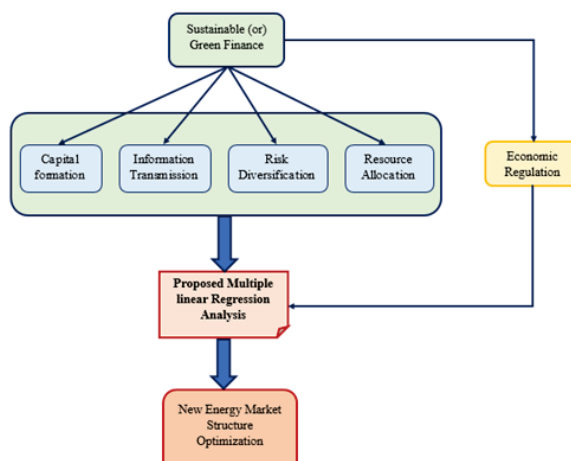 Sustainable (or)
Green Finance
Capital
formation
Information
Transmission
Risk
Diversification
Resource
Allocation
Economic
Regulation
Proposed Multiple
linear Regression
Analysis
New Energy Market
Structure
Optimization